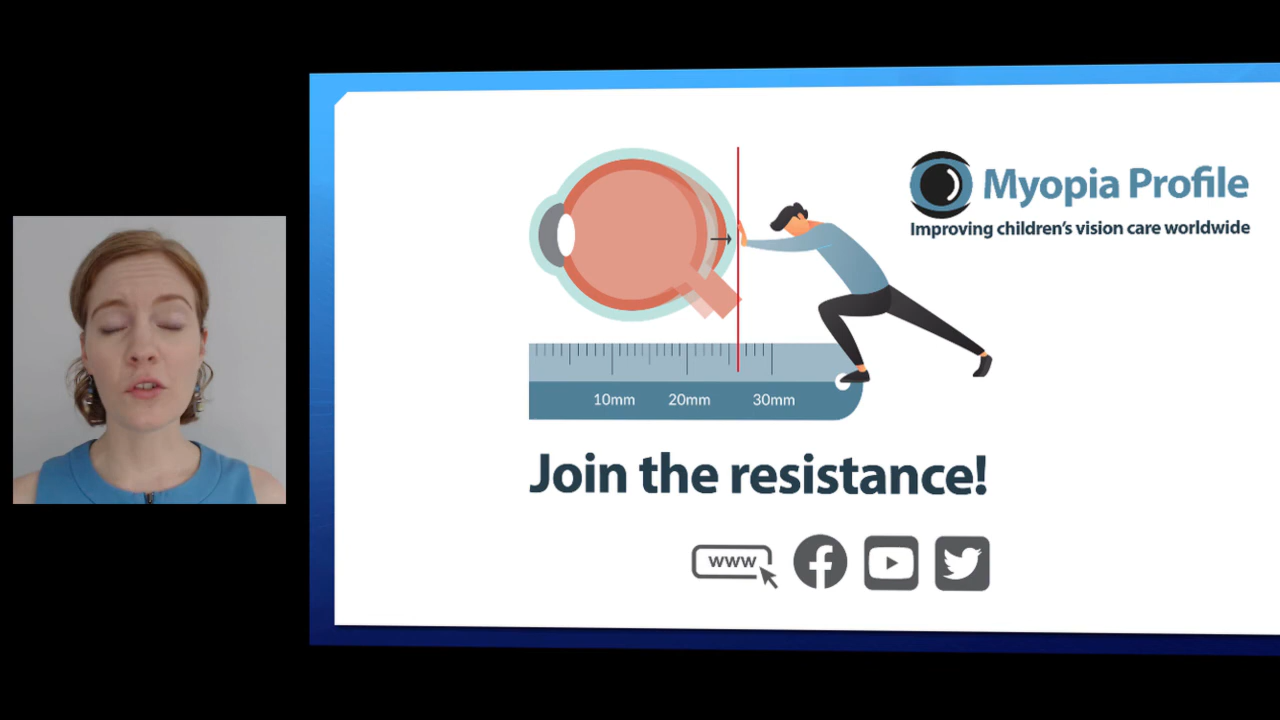 Myopia Profile
Improving children's vision care worldwide
10mm 20mm 30mm
Join the resistance!
www